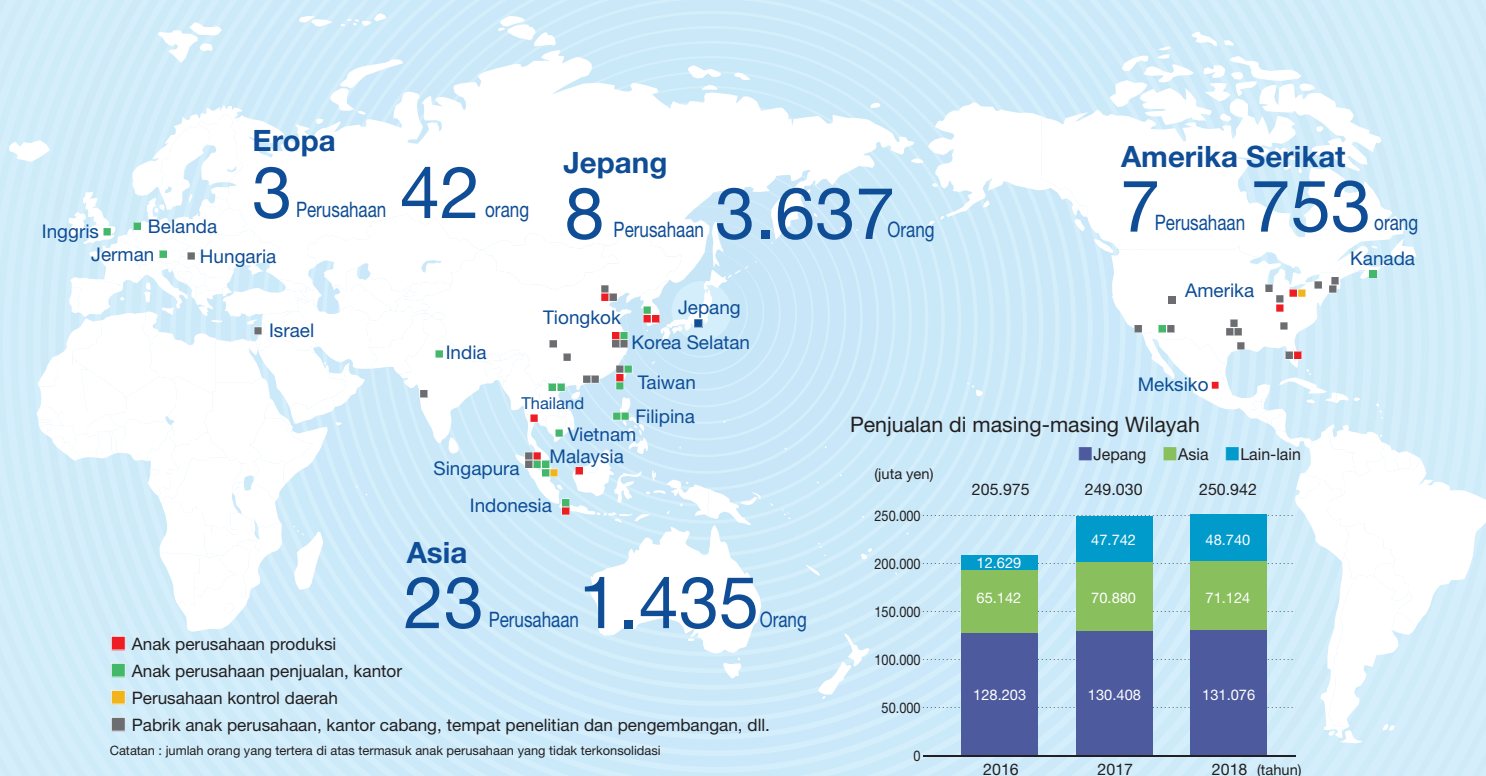 Eropa
3 Perusahaan 42 orang
Jepang
8 Perusahaan 3.637 Orang
Amerika Serikat
7 Perusahaan 753 orang
Inggris
Belanda
Jerman
Hungaria
Israel
India
Tiongkok
Jepang
Korea Selatan
Taiwan
Thailand
Filipina
Vietnam
Malaysia
Singapura
Indonesia
Kanada
Amerika
Meksiko
Asia
23 Perusahaan 1.435 Orang
Anak perusahaan produksi
Anak perusahaan penjualan, kantor
Perusahaan kontrol daerah
Pabrik anak perusahaan, kantor cabang, tempat penelitian dan pengembangan, dll.
Catatan : jumlah orang yang tertera di atas termasuk anak perusahaan yang tidak terkonsolidasi
Penjualan di masing-masing Wilayah
Jepang Asia Lain-lain
(juta yen)
205.975 249.030 250.942
250.000
47.742 48.740
200.000
12.629
65.142 70.880 71.124
150.000
100.000
128.203 130.408 131.076
50.000
0
2016 2017 2018 (tahun)